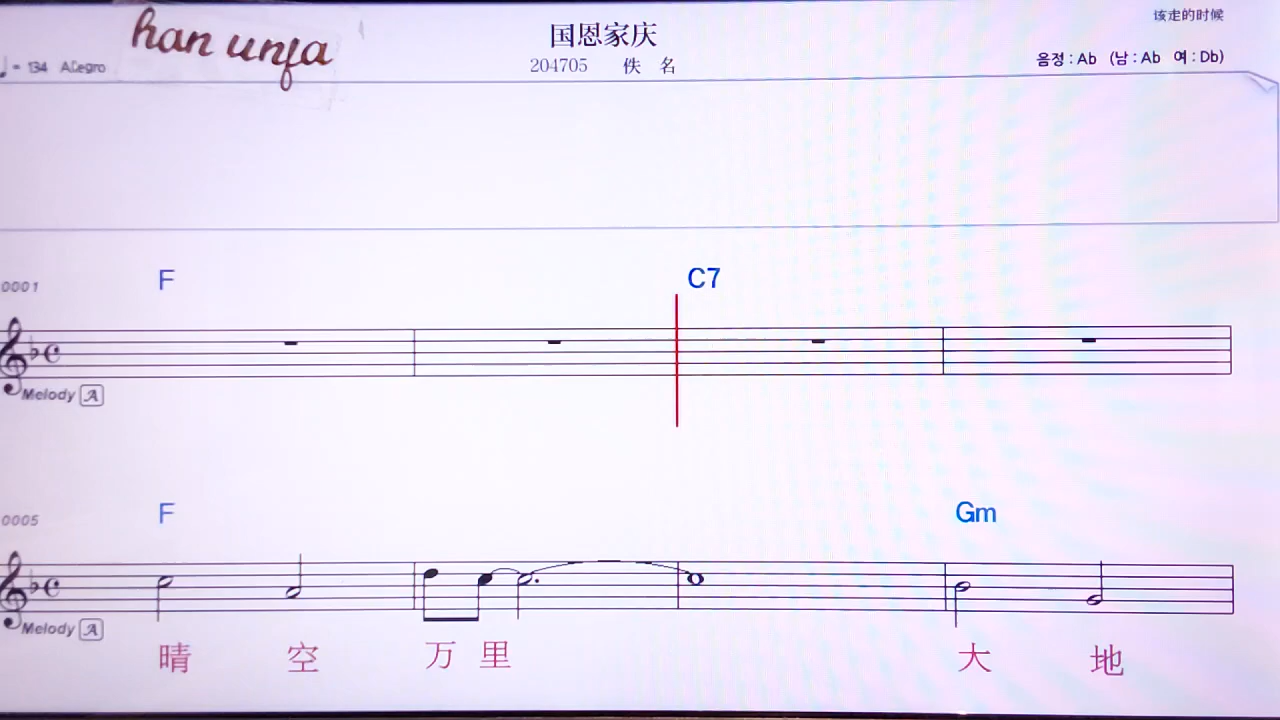 该走的时候
han unfa
国恩家庆
♩= 134 Allegro
204705 佚 名
음정 : Ab (남 : Ab 여 : Db)
0001
F C7
Melody A
0005
F Gm
Melody A
晴 空 万 里 大 地